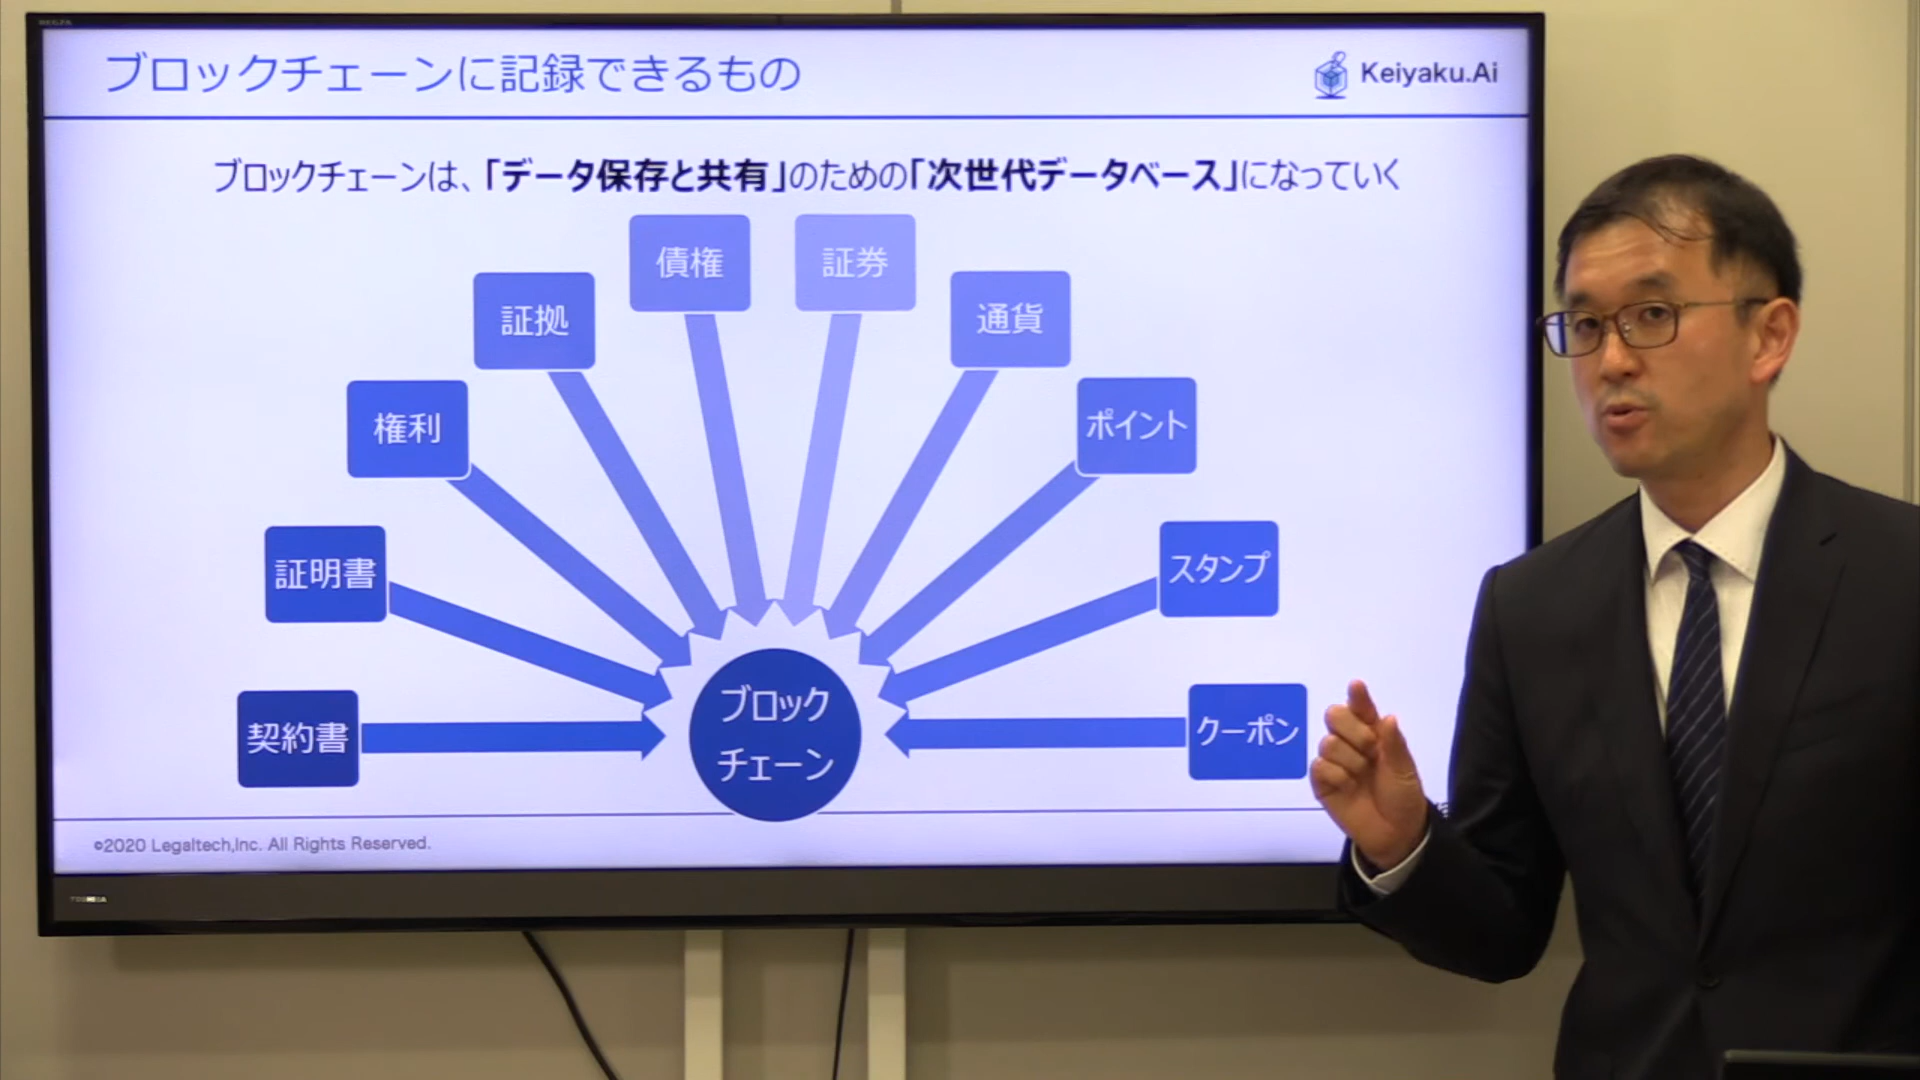 REGZA
ブロックチェーンに記録できるもの
Keiyaku.Ai
ブロックチェーンは、「データ保存と共有」のための「次世代データベース」になっていく
債権
証券
証拠
通貨
権利
ポイント
証明書
スタンプ
契約書
クーポン
ブロック
チェーン
©2020 Legaltech,Inc. All Rights Reserved.
TOSHIBA